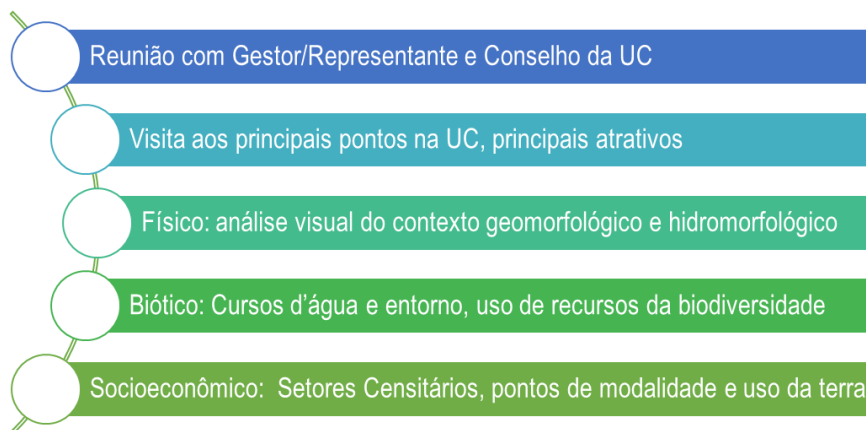 Reunião com Gestor/Representante e Conselho da UC
Visita aos principais pontos na UC, principais atrativos
Físico: análise visual do contexto geomorfológico e hidromorfológico
Biótico: Cursos d’água e entorno, uso de recursos da biodiversidade
Socioeconômico: Setores Censitários, pontos de modalidade e uso da terra